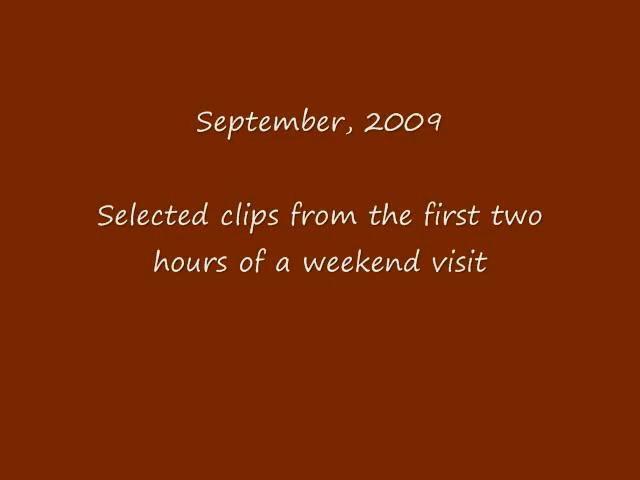 September, 2009
Selected clips from the first two
hours of a weekend visit